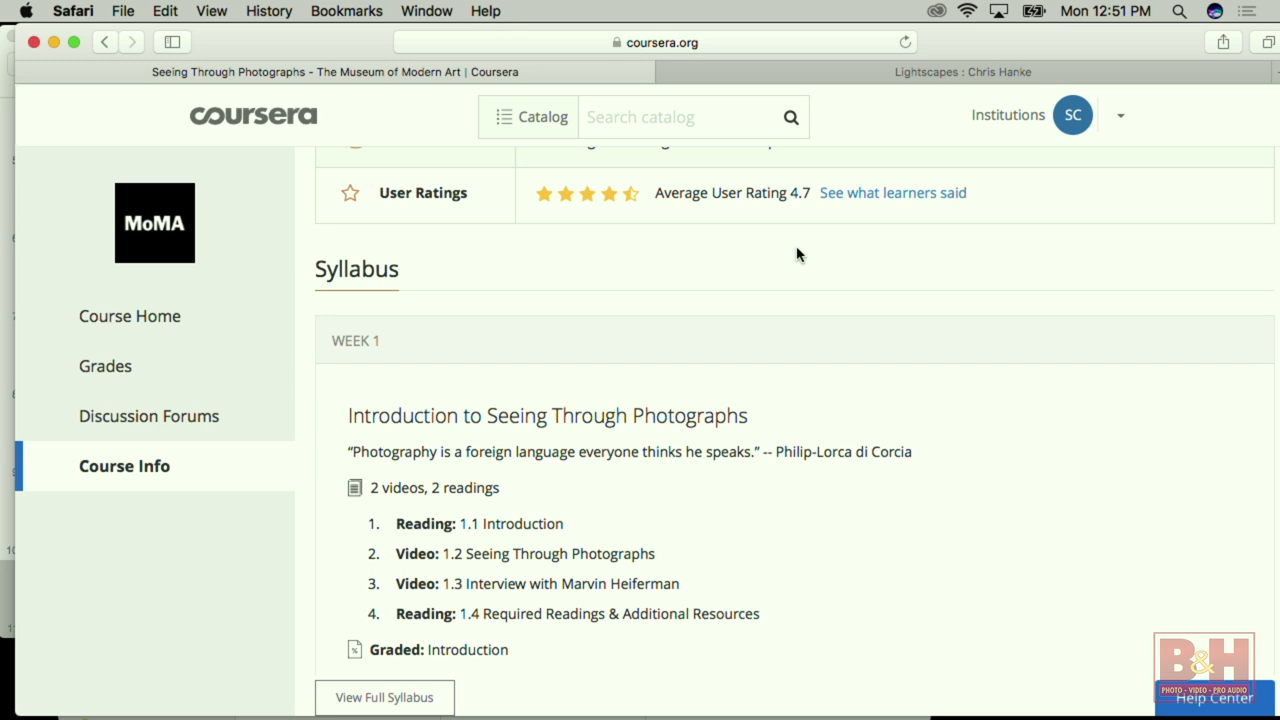 Safari File Edit View History Bookmarks Window Help Mon 12:51 PM
coursera.org
Seeing Through Photographs - The Museum of Modern Art | Coursera
Lightscapes : Chris Hanke
coursera
Catalog
Search catalog
Institutions
SC
User Ratings
Average User Rating 4.7 See what learners said
MoMA
Course Home
Grades
Discussion Forums
Course Info
Syllabus
WEEK 1
Introduction to Seeing Through Photographs
“Photography is a foreign language everyone thinks he speaks.” -- Philip-Lorca di Corcia
2 videos, 2 readings
1. Reading: 1.1 Introduction
2. Video: 1.2 Seeing Through Photographs
3. Video: 1.3 Interview with Marvin Heiferman
4. Reading: 1.4 Required Readings & Additional Resources
Graded: Introduction
View Full Syllabus
B&H
PHOTO - VIDEO - PRO AUDIO
Help Center